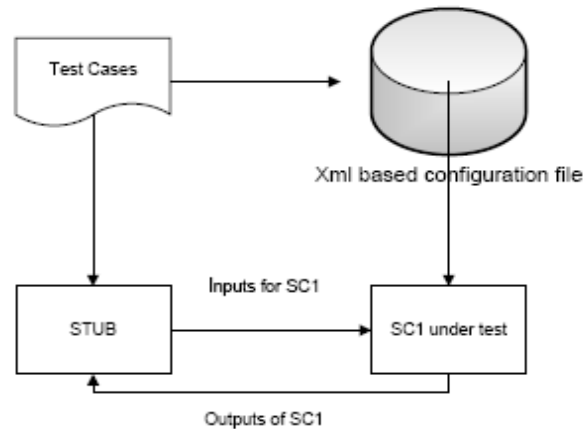 Test Cases
Xml based configuration file
Inputs for SC1
STUB
SC1 under test
Outputs of SC1